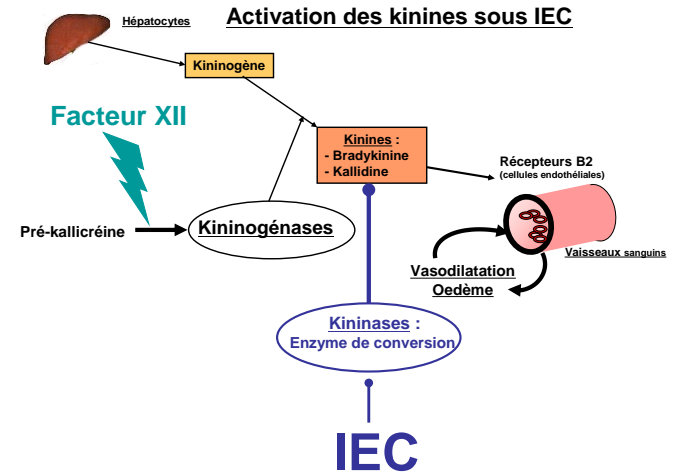 Activation des kinines sous IEC
Hépatocytes
Kininogène
Facteur XII
Kinines :
- Bradykinine
- Kallidine
Récepteurs B2
(cellules endothéliales)
Pré-kallicréine
Kininogénases
Vaisseaux sanguins
Vasodilatation
Oedème
Kininases :
Enzyme de conversion
IEC